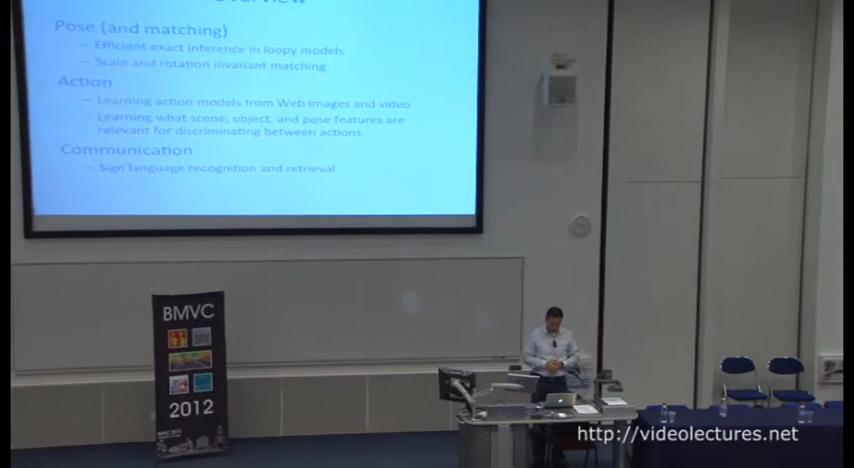 Overview
Pose (and matching)
– Efficient exact inference in loopy models
– Scale and rotation invariant matching
Action
– Learning action models from Web images and video
– Learning what scene, object, and pose features are
relevant for discriminating between actions
Communication
– Sign language recognition and retrieval
BMVC
2012
http://videolectures.net